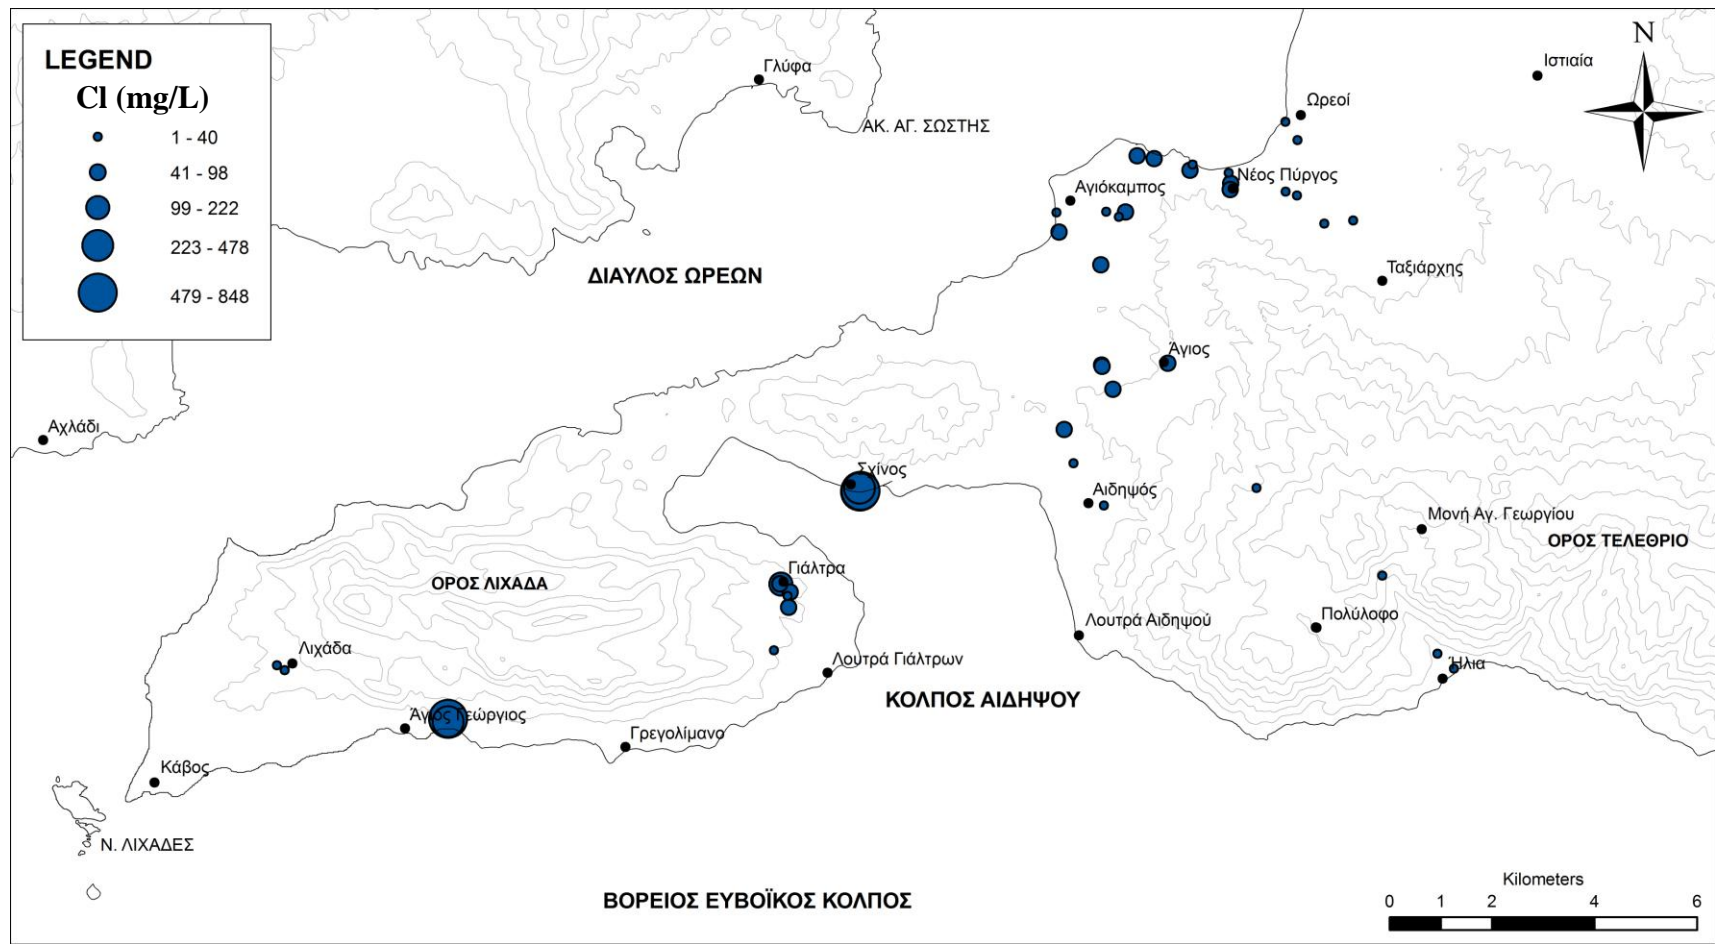 LEGEND
Cl (mg/L)
1 - 40
41 - 98
99 - 222
223 - 478
479 - 848
N
Γλύφα
ΑΚ. ΑΓ. ΣΩΣΤΗΣ
Ιστιαία
Ωρεοί
Νέος Πύργος
Αγιόκαμπος
ΔΙΑΥΛΟΣ ΩΡΕΩΝ
Ταξιάρχης
Άγιος
Αχλάδι
Σχίνος
Αιδηψός
Μονή Αγ. Γεωργίου
ΟΡΟΣ ΤΕΛΕΘΡΙΟ
ΟΡΟΣ ΛΙΧΑΔΑ
Γιάλτρα
Πολύλοφο
Λουτρά Αιδηψού
Λιχάδα
Λουτρά Γιάλτρων
Ήλια
ΚΟΛΠΟΣ ΑΙΔΗΨΟΥ
Άγιος Γεώργιος
Γρεγολίμανο
Κάβος
Ν. ΛΙΧΑΔΕΣ
ΒΟΡΕΙΟΣ ΕΥΒΟΪΚΟΣ ΚΟΛΠΟΣ
Kilometers
0 1 2 4 6